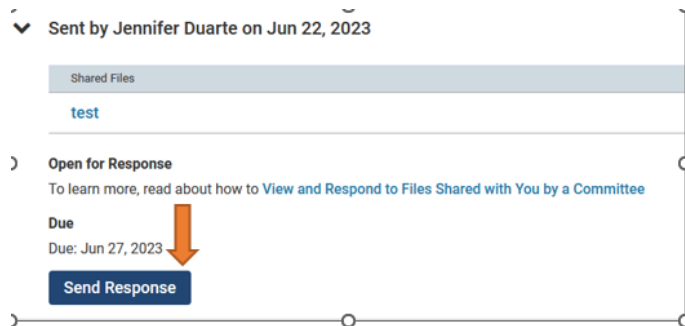 Sent by Jennifer Duarte on Jun 22, 2023
Shared Files
test
Open for Response
To learn more, read about how to View and Respond to Files Shared with You by a Committee
Due
Due: Jun 27, 2023
Send Response